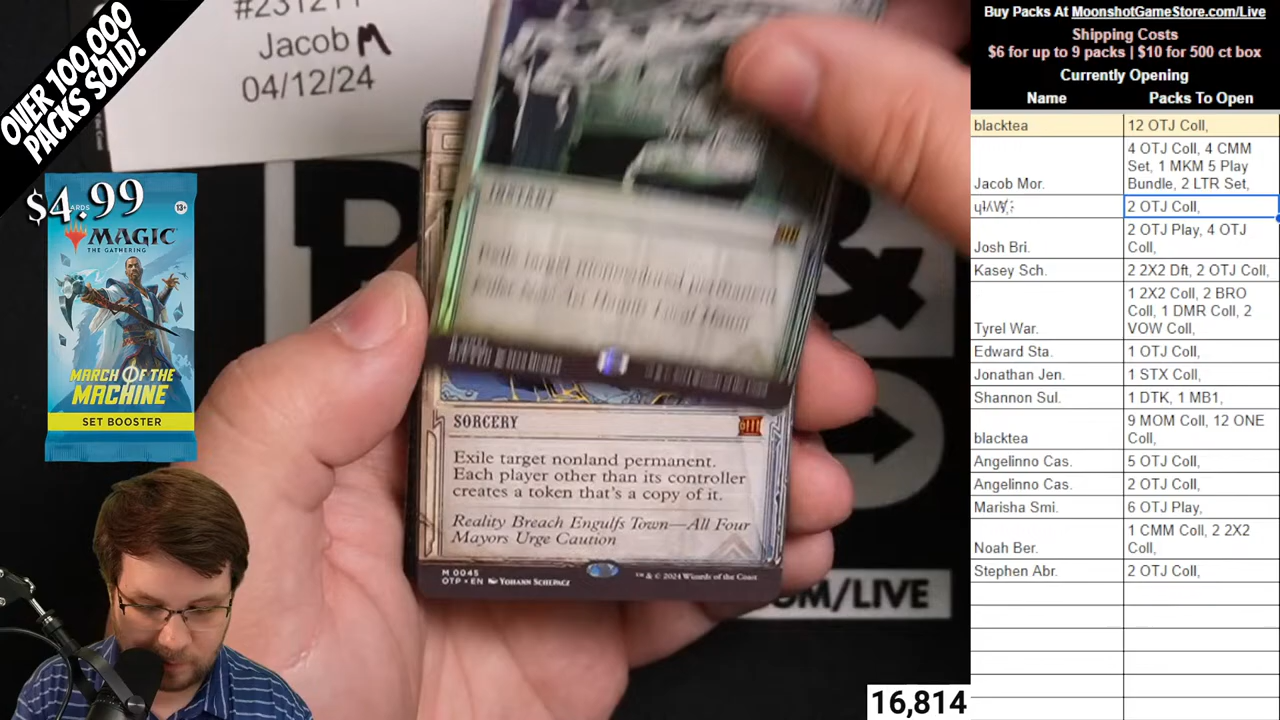 OVER 100,000
PACKS SOLD!
Jacob M
04/12/24
$4.99
MAGIC
THE GATHERING
13+
MARCH OF THE
MACHINE
SET BOOSTER
INSTANT
SORCERY
Exile target nonland permanent.
Each player other than its controller
creates a token that's a copy of it.
Reality Breach Engulfs Town—All Four
Mayors Urge Caution
M 0045
OTP • EN YOHANN SCHEPACZ
™ & © 2024 Wizards of the Coast
/LIVE
16,814
Buy Packs At MoonshotGameStore.com/Live
Shipping Costs
$6 for up to 9 packs | $10 for 500 ct box
Currently Opening
Name Packs To Open
blacktea 12 OTJ Coll,
4 OTJ Coll, 4 CMM
Set, 1 MKM 5 Play
Jacob Mor. Bundle, 2 LTR Set,
2 OTJ Coll,
2 OTJ Play, 4 OTJ
Josh Bri. Coll,
Kasey Sch. 2 2X2 Dft, 2 OTJ Coll,
1 2X2 Coll, 2 BRO
Coll, 1 DMR Coll, 2
Tyrel War. VOW Coll,
Edward Sta. 1 OTJ Coll,
Jonathan Jen. 1 STX Coll,
Shannon Sul. 1 DTK, 1 MB1,
9 MOM Coll, 12 ONE
blacktea Coll,
Angelinno Cas. 5 OTJ Coll,
Angelinno Cas. 2 OTJ Coll,
Marisha Smi. 6 OTJ Play,
1 CMM Coll, 2 2X2
Noah Ber. Coll,
Stephen Abr. 2 OTJ Coll,